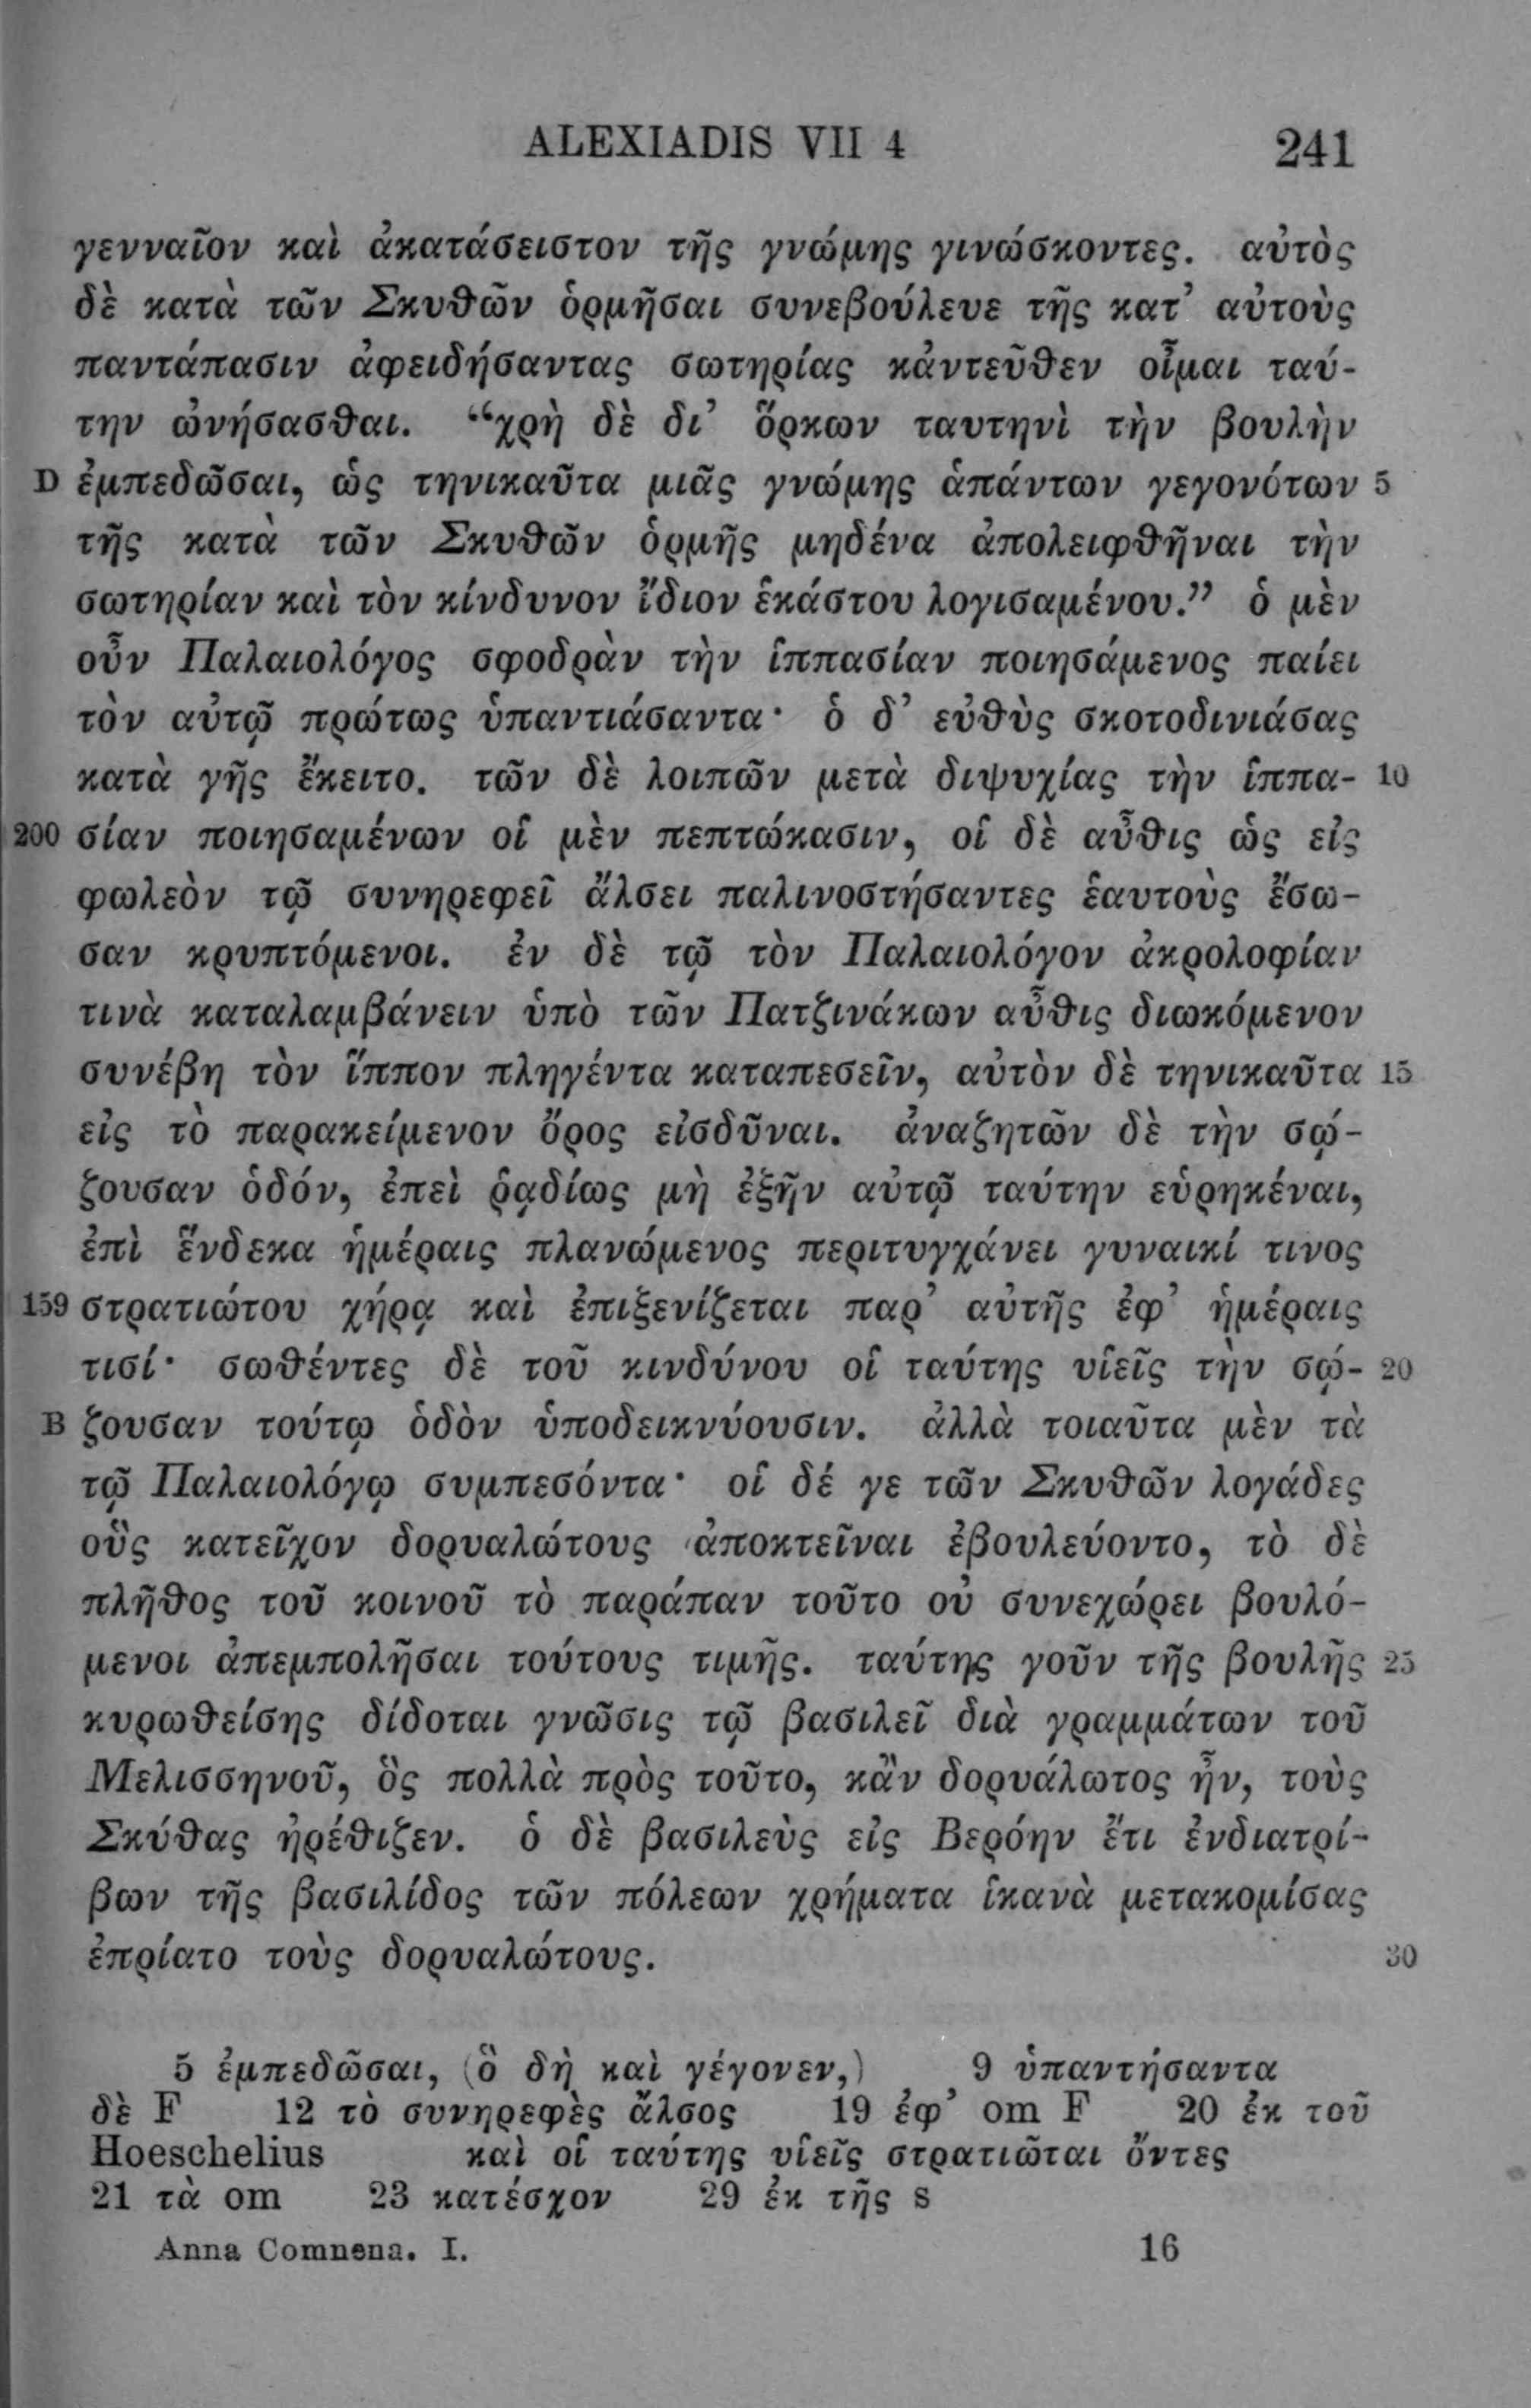 ALEXIADIS VII 4 241
γενναῖον καὶ ἀκατάσειστον τῆς γνώμης γινώσκοντες. αὐτὸς
δὲ κατὰ τῶν Σκυθῶν ὁρμῆσαι συνεβούλευε τῆς κατ’ αὐτοὺς
παντάπασιν ἀφειδήσαντας σωτηρίας κἀντεῦθεν οἶμαι ταύ-
την ὠνήσασθαι. “χρὴ δὲ δι’ ὅρκων ταυτηνὶ τὴν βουλὴν
D ἐμπεδῶσαι, ὡς τηνικαῦτα μιᾶς γνώμης ἁπάντων γεγονότων 5
τῆς κατὰ τῶν Σκυθῶν ὁρμῆς μηδένα ἀπολειφθῆναι τὴν
σωτηρίαν καὶ τὸν κίνδυνον ἴδιον ἑκάστου λογισαμένου.” ὁ μὲν
οὖν Παλαιολόγος σφοδρὰν τὴν ἱππασίαν ποιησάμενος παίει
τὸν αὐτῷ πρώτως ὑπαντιάσαντα· ὁ δ’ εὐθὺς σκοτοδινιάσας
κατὰ γῆς ἔκειτο. τῶν δὲ λοιπῶν μετὰ διψυχίας τὴν ἱππα- 10
200 σίαν ποιησαμένων οἱ μὲν πεπτώκασιν, οἱ δὲ αὖθις ὡς εἰς
φωλεὸν τῷ συνηρεφεῖ ἄλσει παλινοστήσαντες ἑαυτοὺς ἔσω-
σαν κρυπτόμενοι. ἐν δὲ τῷ τὸν Παλαιολόγον ἀκρολοφίαν
τινὰ καταλαμβάνειν ὑπὸ τῶν Πατζινάκων αὖθις διωκόμενον
συνέβη τὸν ἵππον πληγέντα καταπεσεῖν, αὐτὸν δὲ τηνικαῦτα 15
εἰς τὸ παρακείμενον ὄρος εἰσδῦναι. ἀναζητῶν δὲ τὴν σῴ-
ζουσαν ὁδόν, ἐπεὶ ῥᾳδίως μὴ ἐξῆν αὐτῷ ταύτην εὑρηκέναι,
ἐπὶ ἕνδεκα ἡμέραις πλανώμενος περιτυγχάνει γυναικί τινος
159 στρατιώτου χήρᾳ καὶ ἐπιξενίζεται παρ’ αὐτῆς ἐφ’ ἡμέραις
τισί· σωθέντες δὲ τοῦ κινδύνου οἱ ταύτης υἱεῖς τὴν σῴ- 20
B ζουσαν τούτῳ ὁδὸν ὑποδεικνύουσιν. ἀλλὰ τοιαῦτα μὲν τὰ
τῷ Παλαιολόγῳ συμπεσόντα· οἱ δέ γε τῶν Σκυθῶν λογάδες
οὓς κατεῖχον δορυαλώτους ἀποκτεῖναι ἐβουλεύοντο, τὸ δὲ
πλῆθος τοῦ κοινοῦ τὸ παράπαν τοῦτο οὐ συνεχώρει βουλό-
μενοι ἀπεμπολῆσαι τούτους τιμῆς. ταύτης γοῦν τῆς βουλῆς 25
κυρωθείσης δίδοται γνῶσις τῷ βασιλεῖ διὰ γραμμάτων τοῦ
Μελισσηνοῦ, ὃς πολλὰ πρὸς τοῦτο, κἂν δορυάλωτος ἦν, τοὺς
Σκύθας ἠρέθιζεν. ὁ δὲ βασιλεὺς εἰς Βερόην ἔτι ἐνδιατρί-
βων τῆς βασιλίδος τῶν πόλεων χρήματα ἱκανὰ μετακομίσας
ἐπρίατο τοὺς δορυαλώτους. 30
5 ἐμπεδῶσαι, (ὃ δὴ καὶ γέγονεν,) 9 ὑπαντήσαντα
δὲ F 12 τὸ συνηρεφὲς ἄλσος 19 ἐφ’ om F 20 ἐκ τοῦ
Hoeschelius καὶ οἱ ταύτης υἱεῖς στρατιῶται ὄντες
21 τὰ om 23 κατέσχον 29 ἐκ τῆς s
Anna Comnena. I. 16